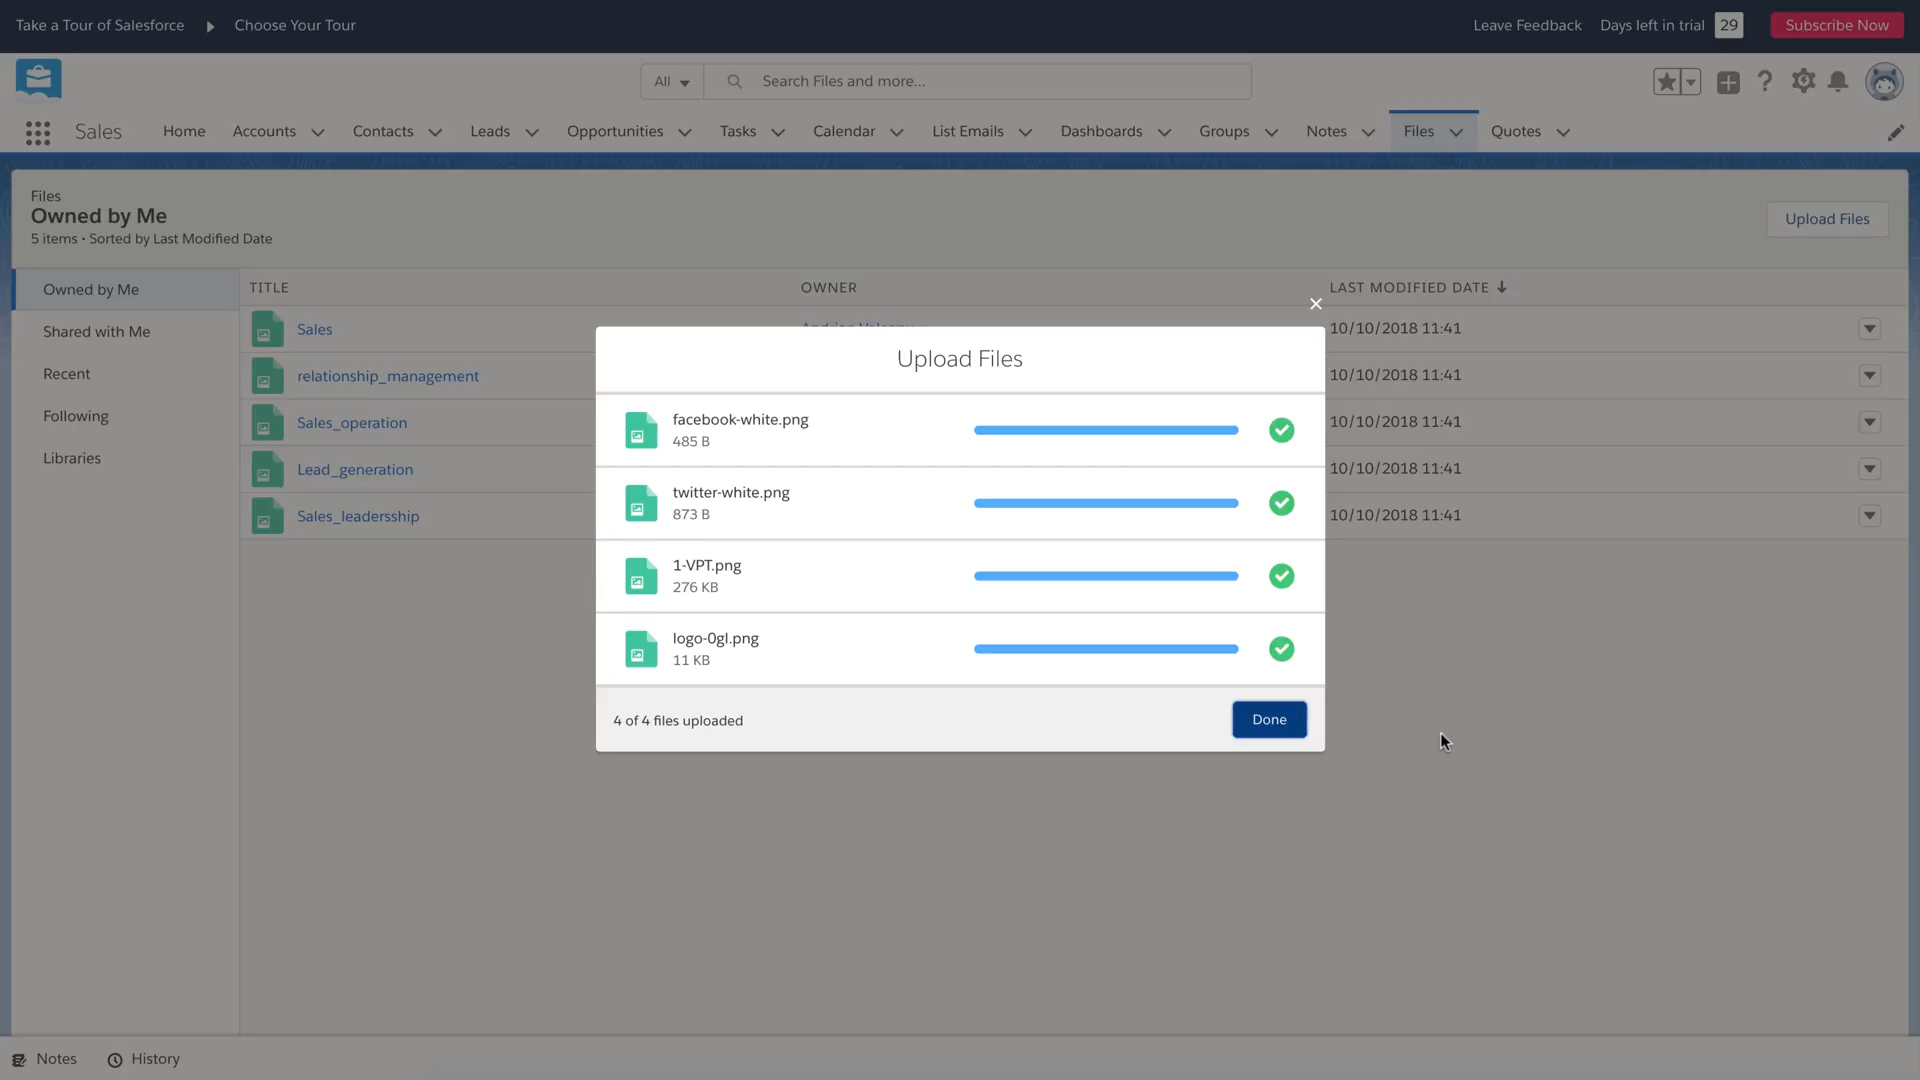 Take a Tour of Salesforce Choose Your Tour Leave Feedback Days left in trial 29 Subscribe Now
All Search Files and more...
Sales Home Accounts Contacts Leads Opportunities Tasks Calendar List Emails Dashboards Groups Notes Files Quotes
Files
Owned by Me
5 items • Sorted by Last Modified Date
Upload Files
Owned by Me
Shared with Me
Recent
Following
Libraries
TITLE OWNER LAST MODIFIED DATE
Sales 10/10/2018 11:41
relationship_management 10/10/2018 11:41
Sales_operation 10/10/2018 11:41
Lead_generation 10/10/2018 11:41
Sales_leadersship 10/10/2018 11:41
Upload Files
facebook-white.png
485 B
twitter-white.png
873 B
1-VPT.png
276 KB
logo-0gl.png
11 KB
4 of 4 files uploaded
Done
Notes History